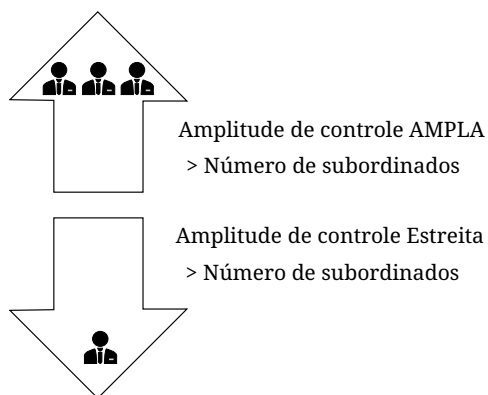 Amplitude de controle AMPLA
> Número de subordinados
Amplitude de controle Estreita
> Número de subordinados